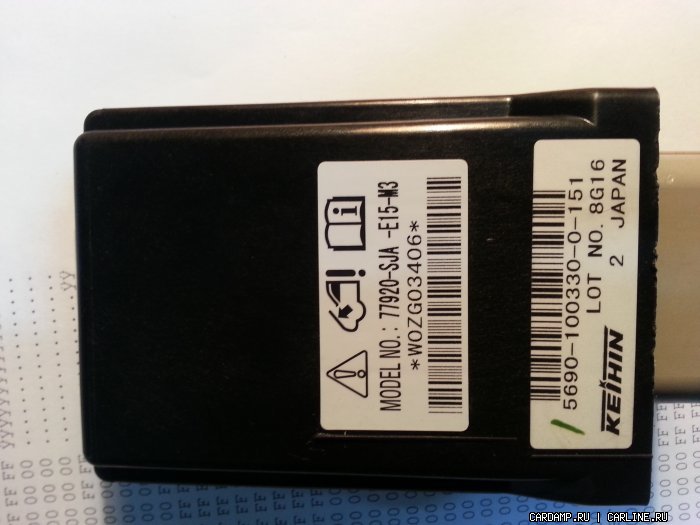 MODEL NO.: 77920-SJA -E15-M3
*WOZG03406*
5690-100330-0-151
LOT NO. 8G16
2 JAPAN
KEIHIN
CARDAMP.RU | CARLINE.RU